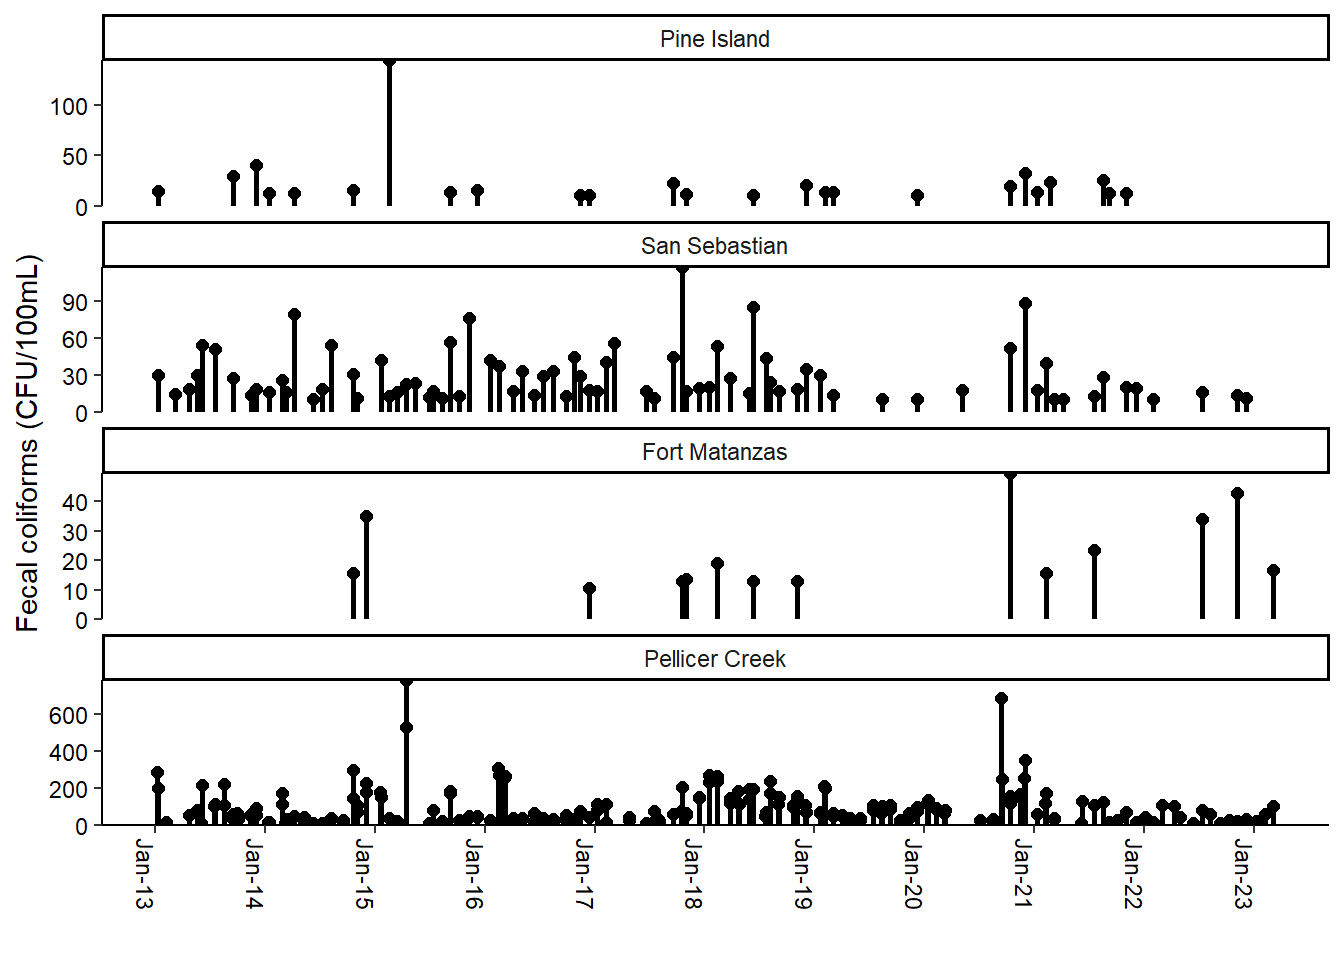 Pine Island
100
50
0
San Sebastian
90
60
30
0
Fort Matanzas
40
30
20
10
0
Pellicer Creek
600
400
200
0
Fecal coliforms (CFU/100mL)
Jan-13
Jan-14
Jan-15
Jan-16
Jan-17
Jan-18
Jan-19
Jan-20
Jan-21
Jan-22
Jan-23